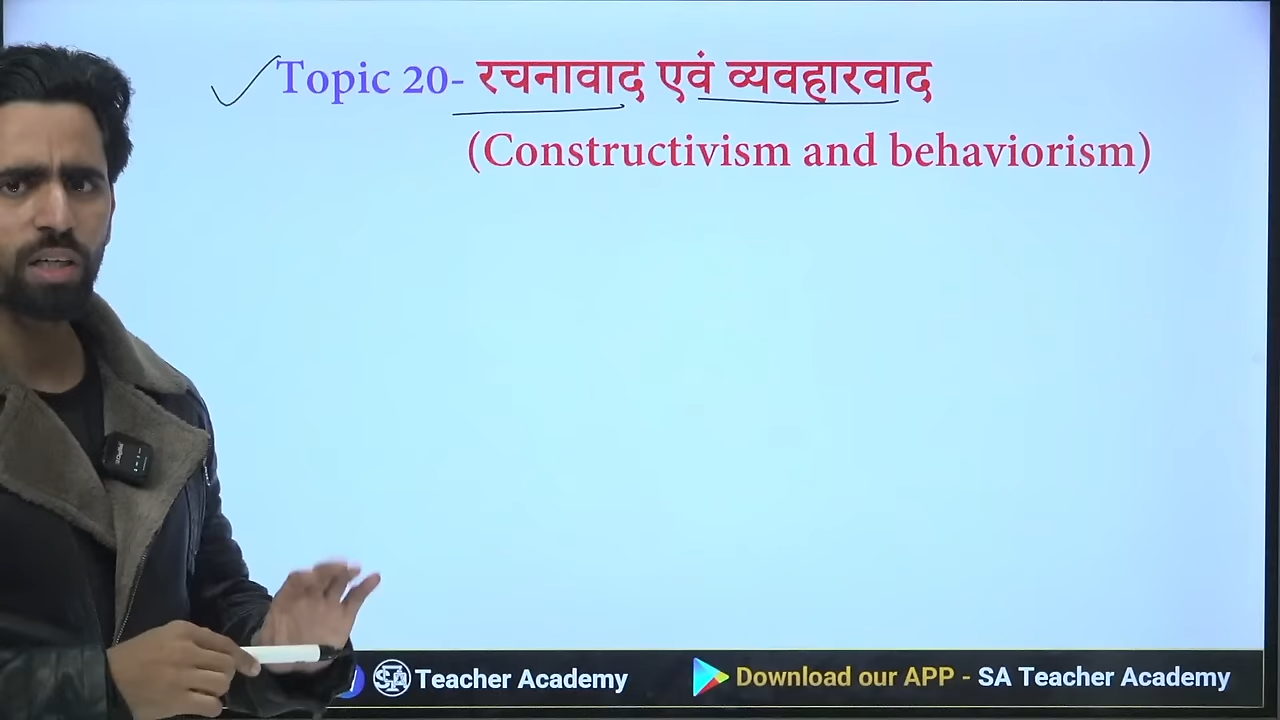 Topic 20- रचनावाद एवं व्यवहारवाद
(Constructivism and behaviorism)
Teacher Academy
Download our APP - SA Teacher Academy